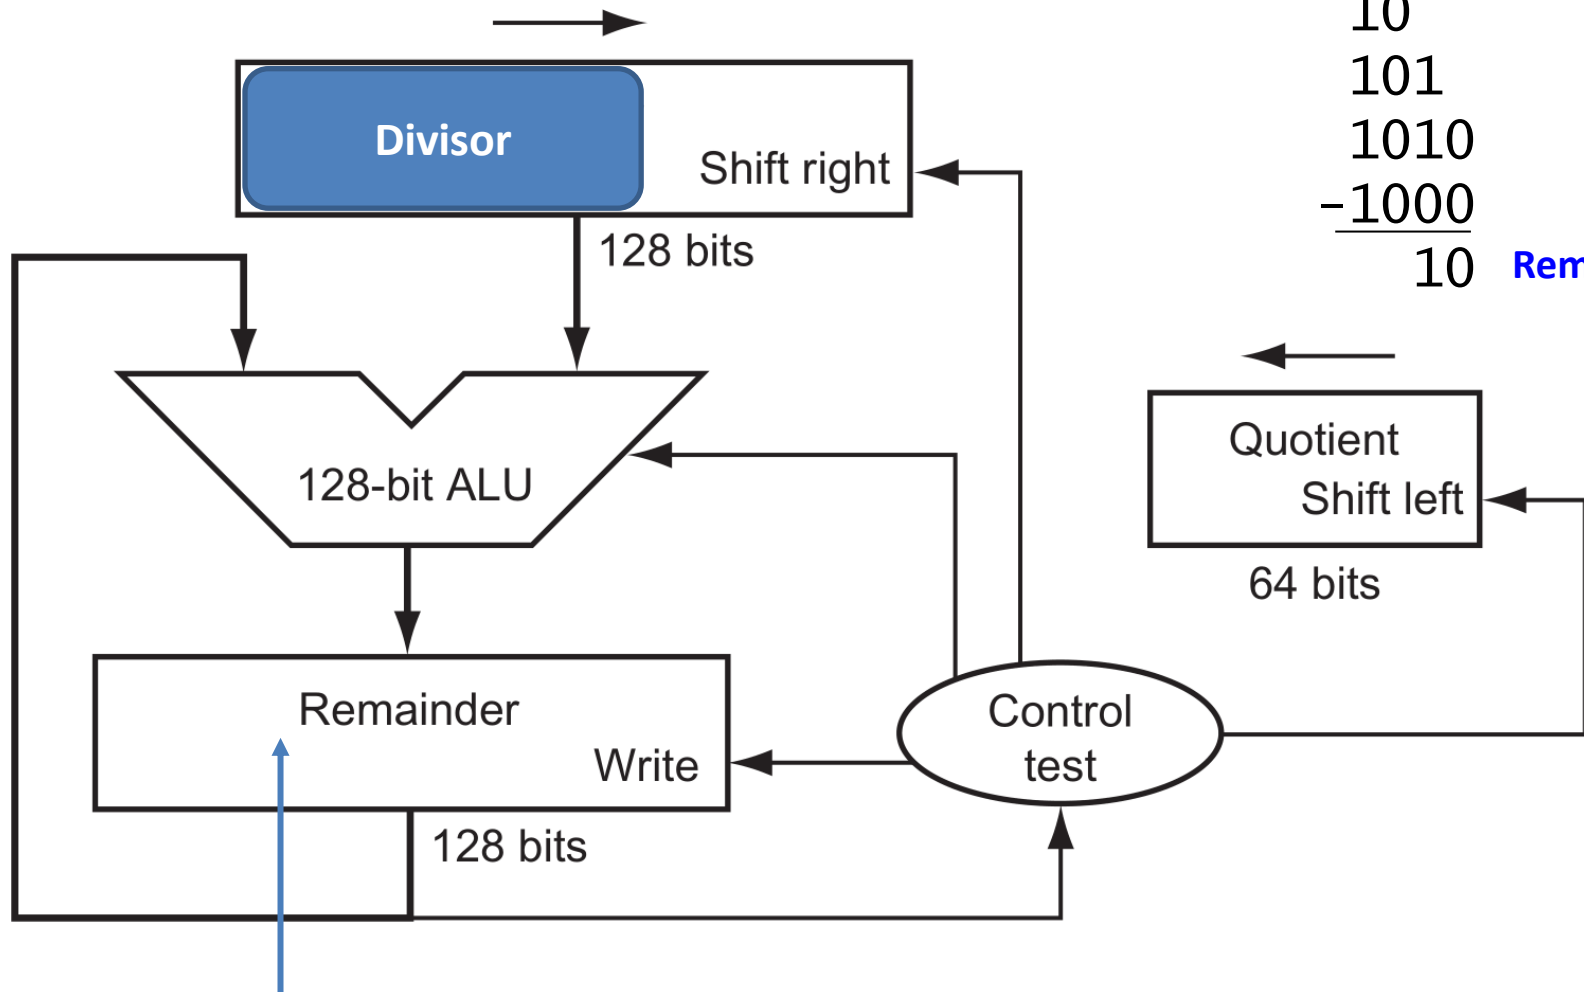 10
101
1010
-1000
10 Rem
Divisor
Shift right
128 bits
128-bit ALU
Quotient
Shift left
64 bits
Remainder
Write
128 bits
Control
test